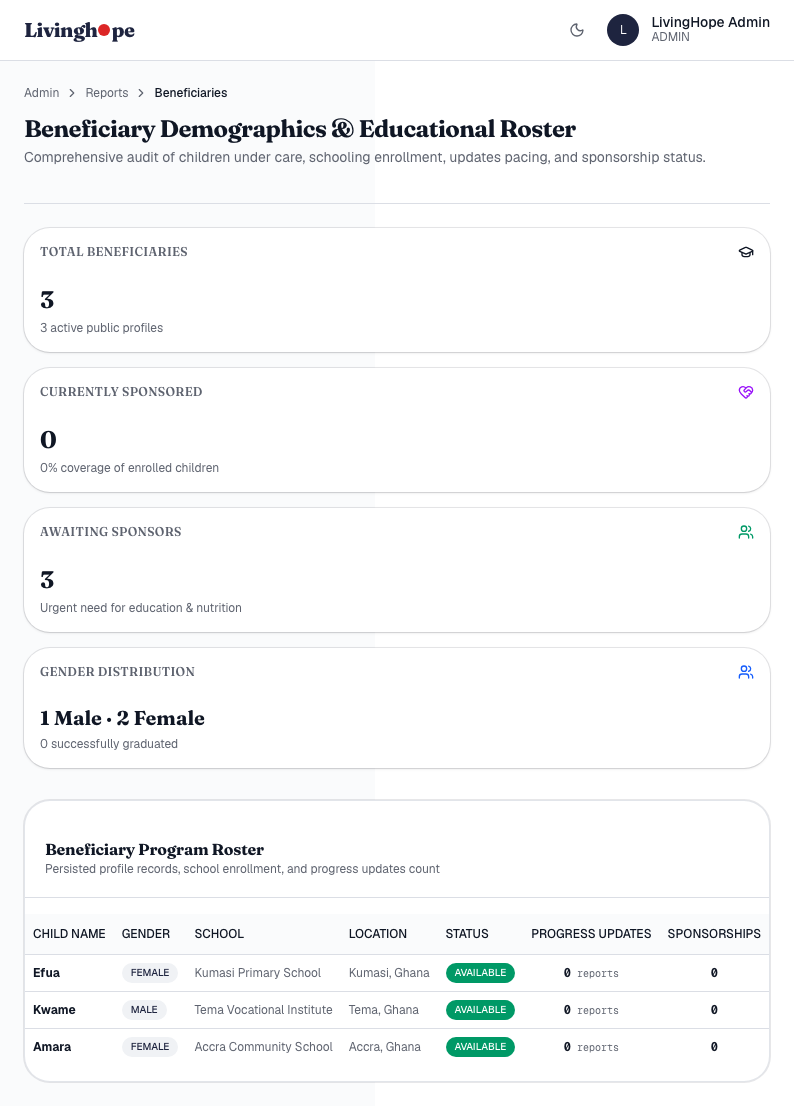 Livinghope
L
LivingHope Admin
ADMIN
Admin > Reports > Beneficiaries
Beneficiary Demographics & Educational Roster
Comprehensive audit of children under care, schooling enrollment, updates pacing, and sponsorship status.
TOTAL BENEFICIARIES
3
3 active public profiles
CURRENTLY SPONSORED
0
0% coverage of enrolled children
AWAITING SPONSORS
3
Urgent need for education & nutrition
GENDER DISTRIBUTION
1 Male · 2 Female
0 successfully graduated
Beneficiary Program Roster
Persisted profile records, school enrollment, and progress updates count
CHILD NAME GENDER SCHOOL LOCATION STATUS PROGRESS UPDATES SPONSORSHIPS
Efua FEMALE Kumasi Primary School Kumasi, Ghana AVAILABLE 0 reports 0
Kwame MALE Tema Vocational Institute Tema, Ghana AVAILABLE 0 reports 0
Amara FEMALE Accra Community School Accra, Ghana AVAILABLE 0 reports 0